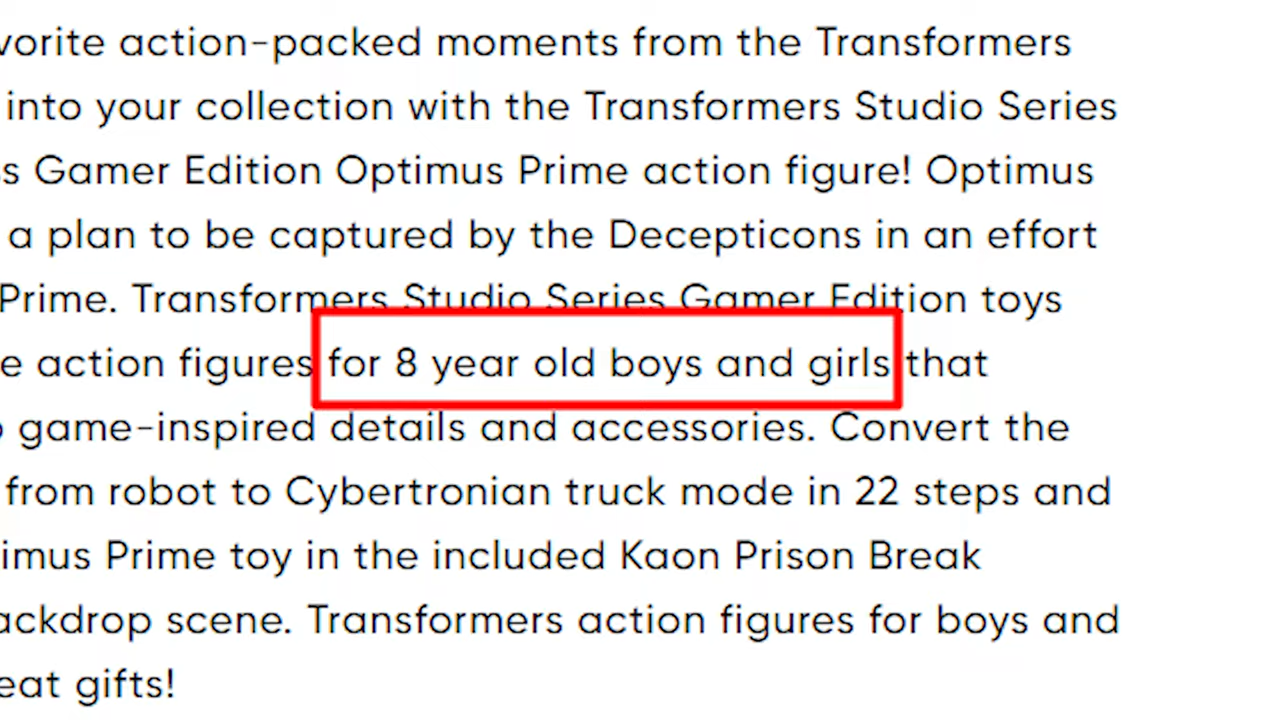 vorite action-packed moments from the Transformers
into your collection with the Transformers Studio Series
s Gamer Edition Optimus Prime action figure! Optimus
a plan to be captured by the Decepticons in an effort
Prime. Transformers Studio Series Gamer Edition toys
e action figures for 8 year old boys and girls that
game-inspired details and accessories. Convert the
from robot to Cybertronian truck mode in 22 steps and
imus Prime toy in the included Kaon Prison Break
ackdrop scene. Transformers action figures for boys and
eat gifts!